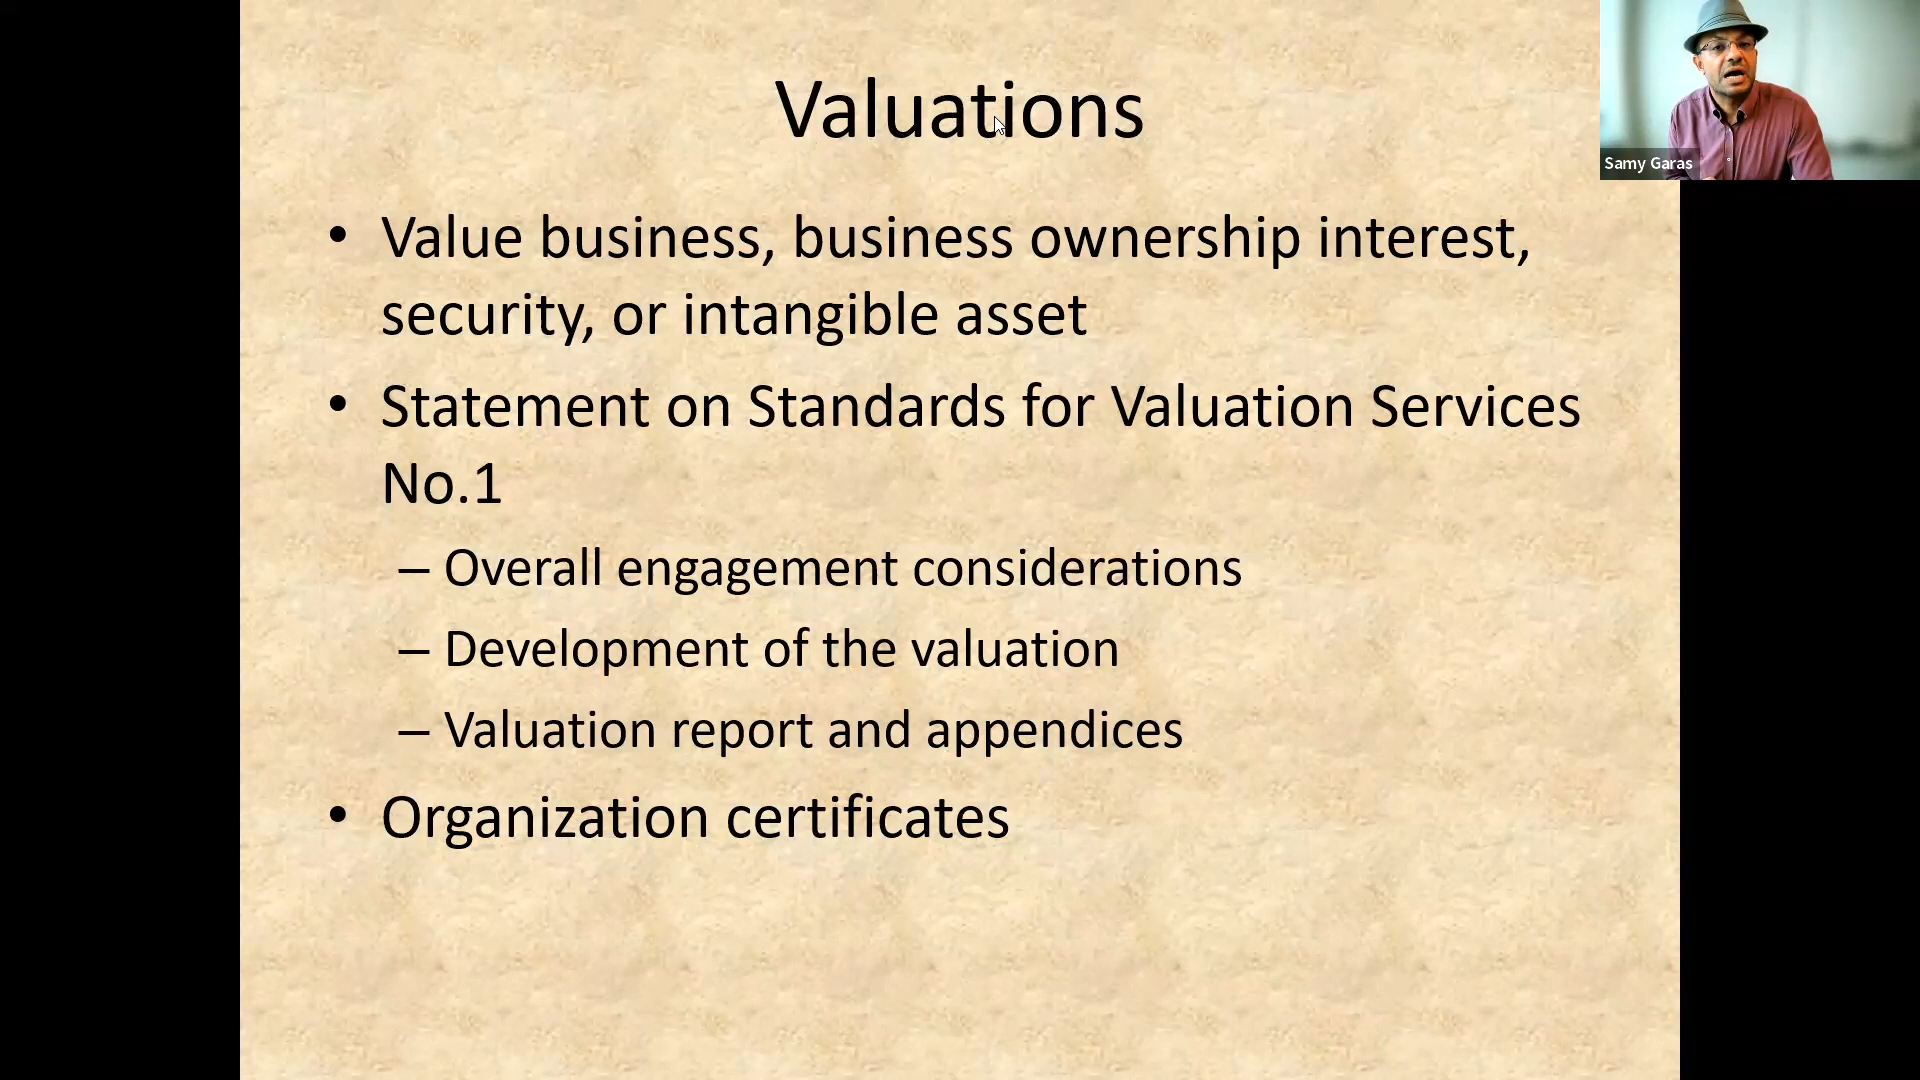 Valuations
Samy Garas
• Value business, business ownership interest,
security, or intangible asset
• Statement on Standards for Valuation Services
No.1
– Overall engagement considerations
– Development of the valuation
– Valuation report and appendices
• Organization certificates